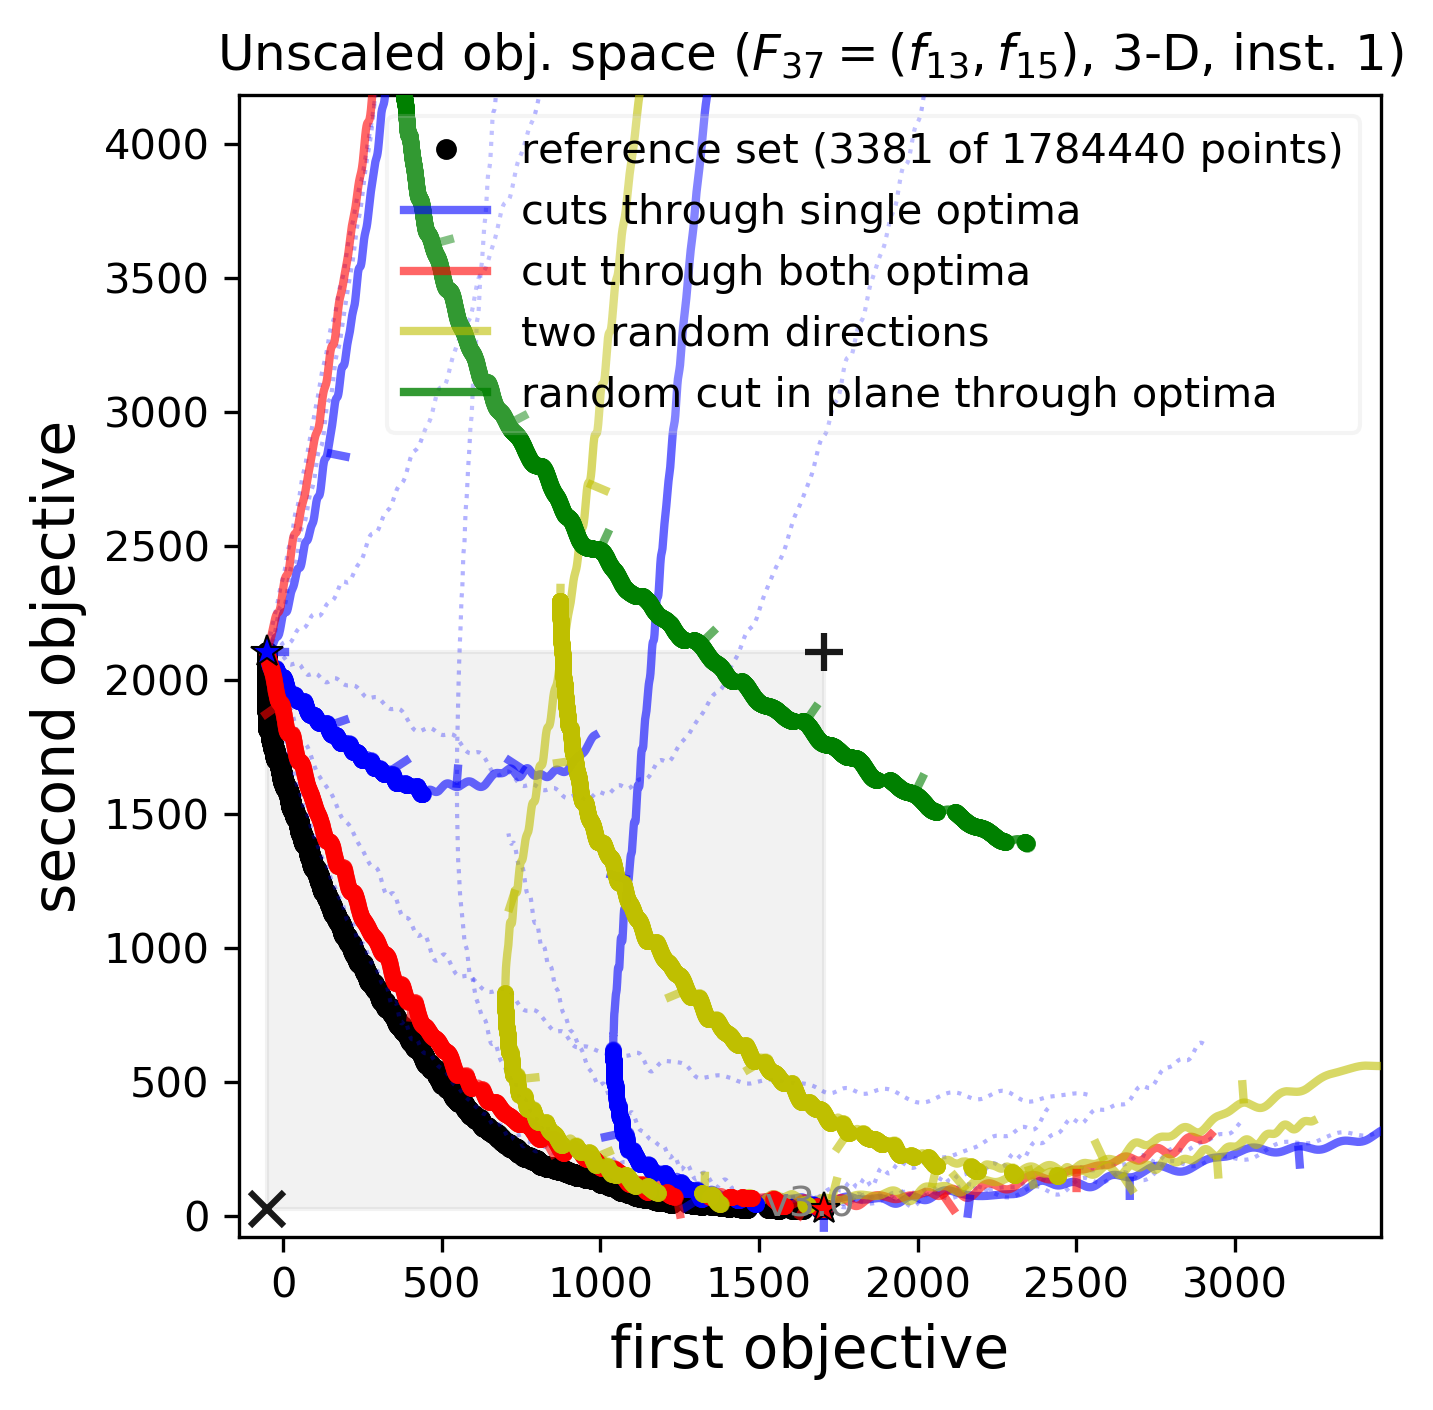 Unscaled obj. space (F₃₇ = (f₁₃, f₁₅), 3-D, inst. 1)
4000
3500
3000
2500
2000
1500
1000
500
0
second objective
reference set (3381 of 1784440 points)
cuts through single optima
cut through both optima
two random directions
random cut in plane through optima
v3.0
0
500
1000
1500
2000
2500
3000
first objective